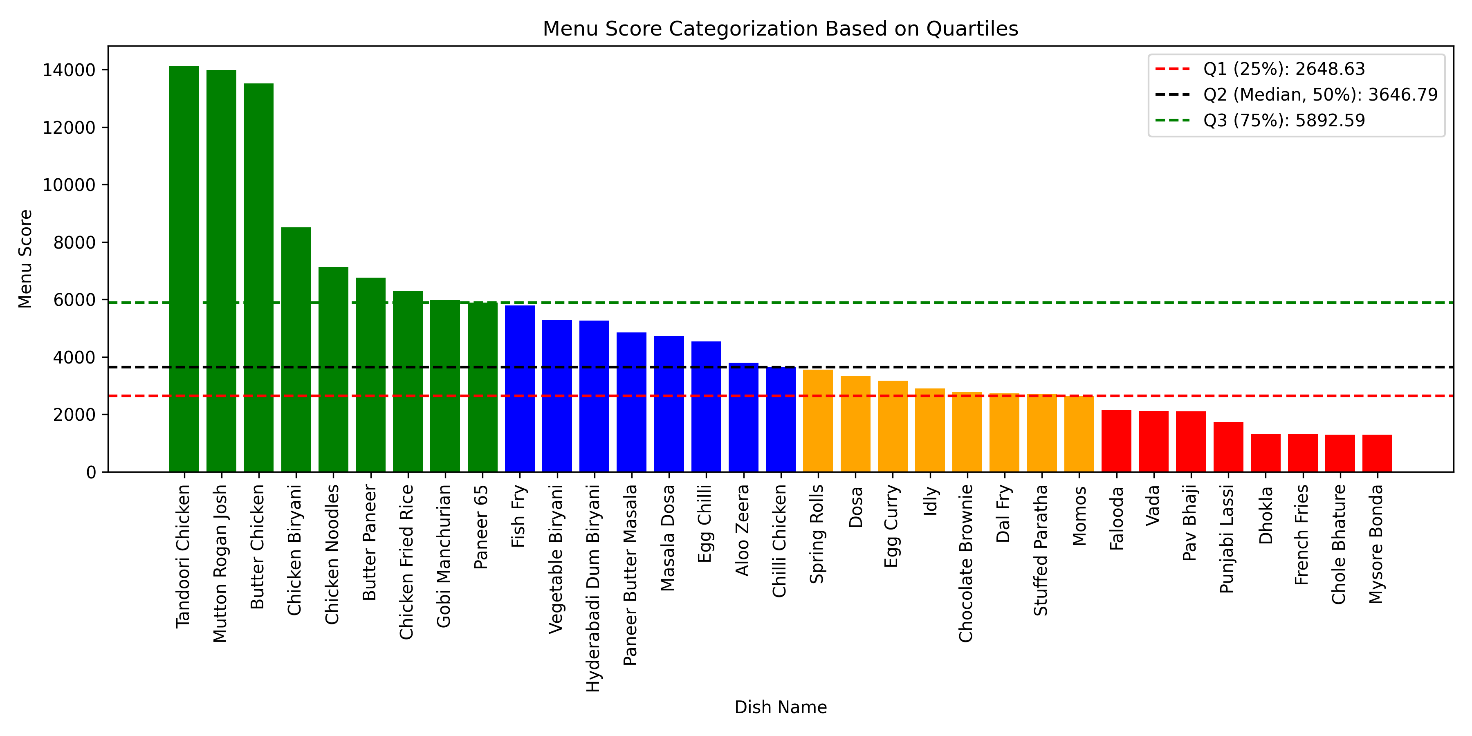 Menu Score Categorization Based on Quartiles
Q1 (25%): 2648.63
Q2 (Median, 50%): 3646.79
Q3 (75%): 5892.59
Menu Score
14000
12000
10000
8000
6000
4000
2000
0
Tandoori Chicken
Mutton Rogan Josh
Butter Chicken
Chicken Biryani
Chicken Noodles
Butter Paneer
Chicken Fried Rice
Gobi Manchurian
Paneer 65
Fish Fry
Vegetable Biryani
Hyderabadi Dum Biryani
Paneer Butter Masala
Masala Dosa
Egg Chilli
Aloo Zeera
Chilli Chicken
Spring Rolls
Dosa
Egg Curry
Idly
Chocolate Brownie
Dal Fry
Stuffed Paratha
Momos
Falooda
Vada
Pav Bhaji
Punjabi Lassi
Dhokla
French Fries
Chole Bhature
Mysore Bonda
Dish Name